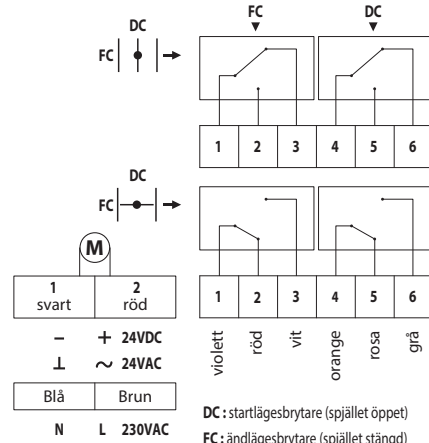 FC DC
DC
FC
1 2 3 4 5 6
DC
FC
M
1 2
svart röd
1 2 3 4 5 6
violett röd vit orange rosa grå
– + 24VDC
⊥ ~ 24VAC
Blå Brun
N L 230VAC
DC : startlägesbrytare (spjället öppet)
FC : ändlägesbrytare (spjället stängd)